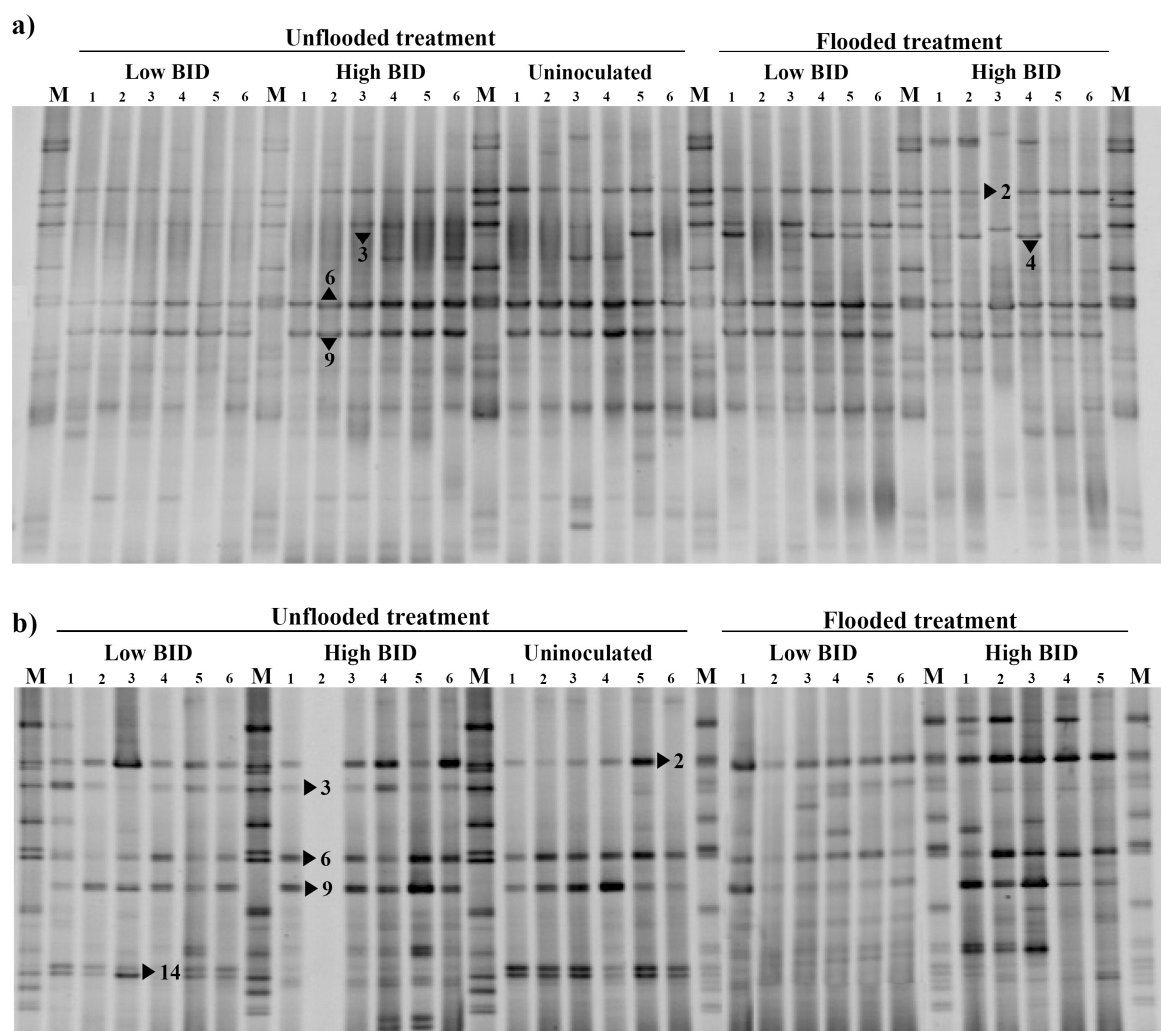 a)
Unflooded treatment Flooded treatment
Low BID High BID Uninoculated Low BID High BID
M 1 2 3 4 5 6 M 1 2 3 4 5 6 M 1 2 3 4 5 6 M 1 2 3 4 5 6 M 1 2 3 4 5 6 M
2
3
4
6
9
b)
Unflooded treatment Flooded treatment
Low BID High BID Uninoculated Low BID High BID
M 1 2 3 4 5 6 M 1 2 3 4 5 6 M 1 2 3 4 5 6 M 1 2 3 4 5 6 M 1 2 3 4 5 M
2
3
6
9
14